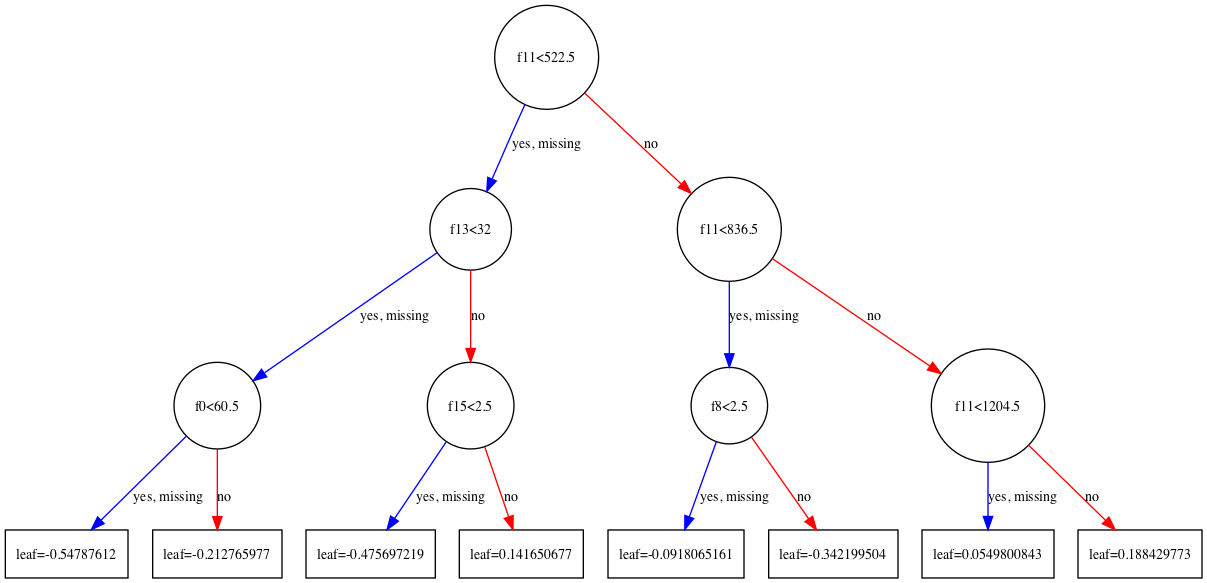 f11<522.5
yes, missing
no
f13<32
f11<836.5
yes, missing
no
yes, missing
no
f0<60.5
f15<2.5
f8<2.5
f11<1204.5
yes, missing
no
yes, missing
no
yes, missing
no
yes, missing
no
leaf=-0.54787612
leaf=-0.212765977
leaf=-0.475697219
leaf=0.141650677
leaf=-0.0918065161
leaf=-0.342199504
leaf=0.0549800843
leaf=0.188429773